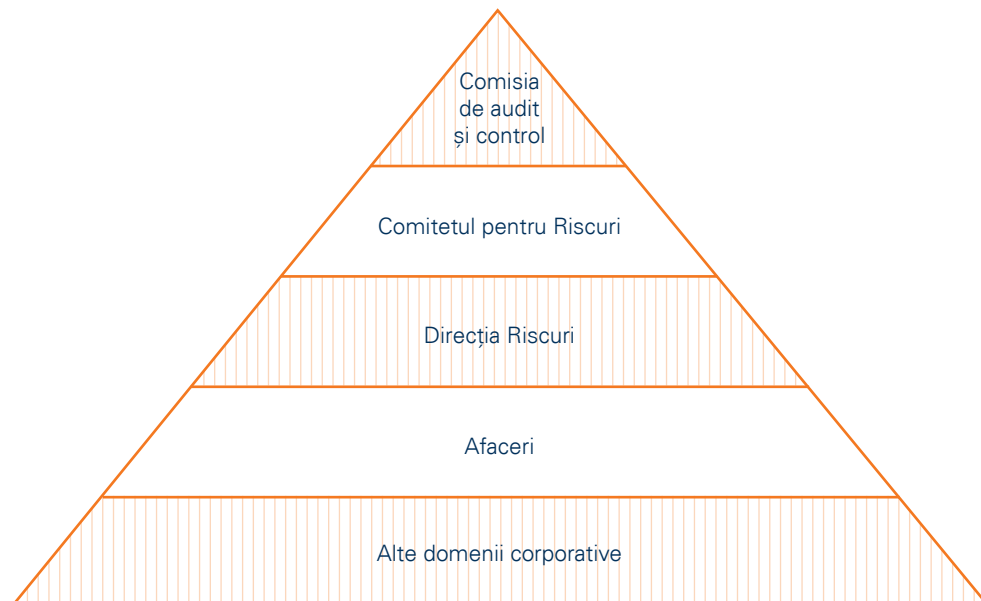 Comisia
de audit
și control
Comitetul pentru Riscuri
Direcția Riscuri
Afaceri
Alte domenii corporative